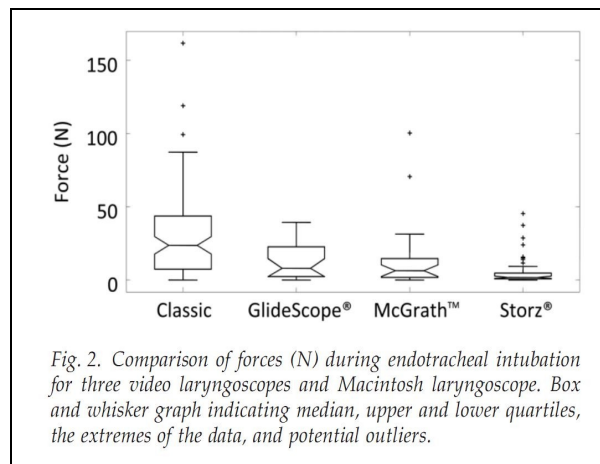 150
100
50
0
Force (N)
Classic GlideScope® McGrath™ Storz®
Fig. 2. Comparison of forces (N) during endotracheal intubation
for three video laryngoscopes and Macintosh laryngoscope. Box
and whisker graph indicating median, upper and lower quartiles,
the extremes of the data, and potential outliers.